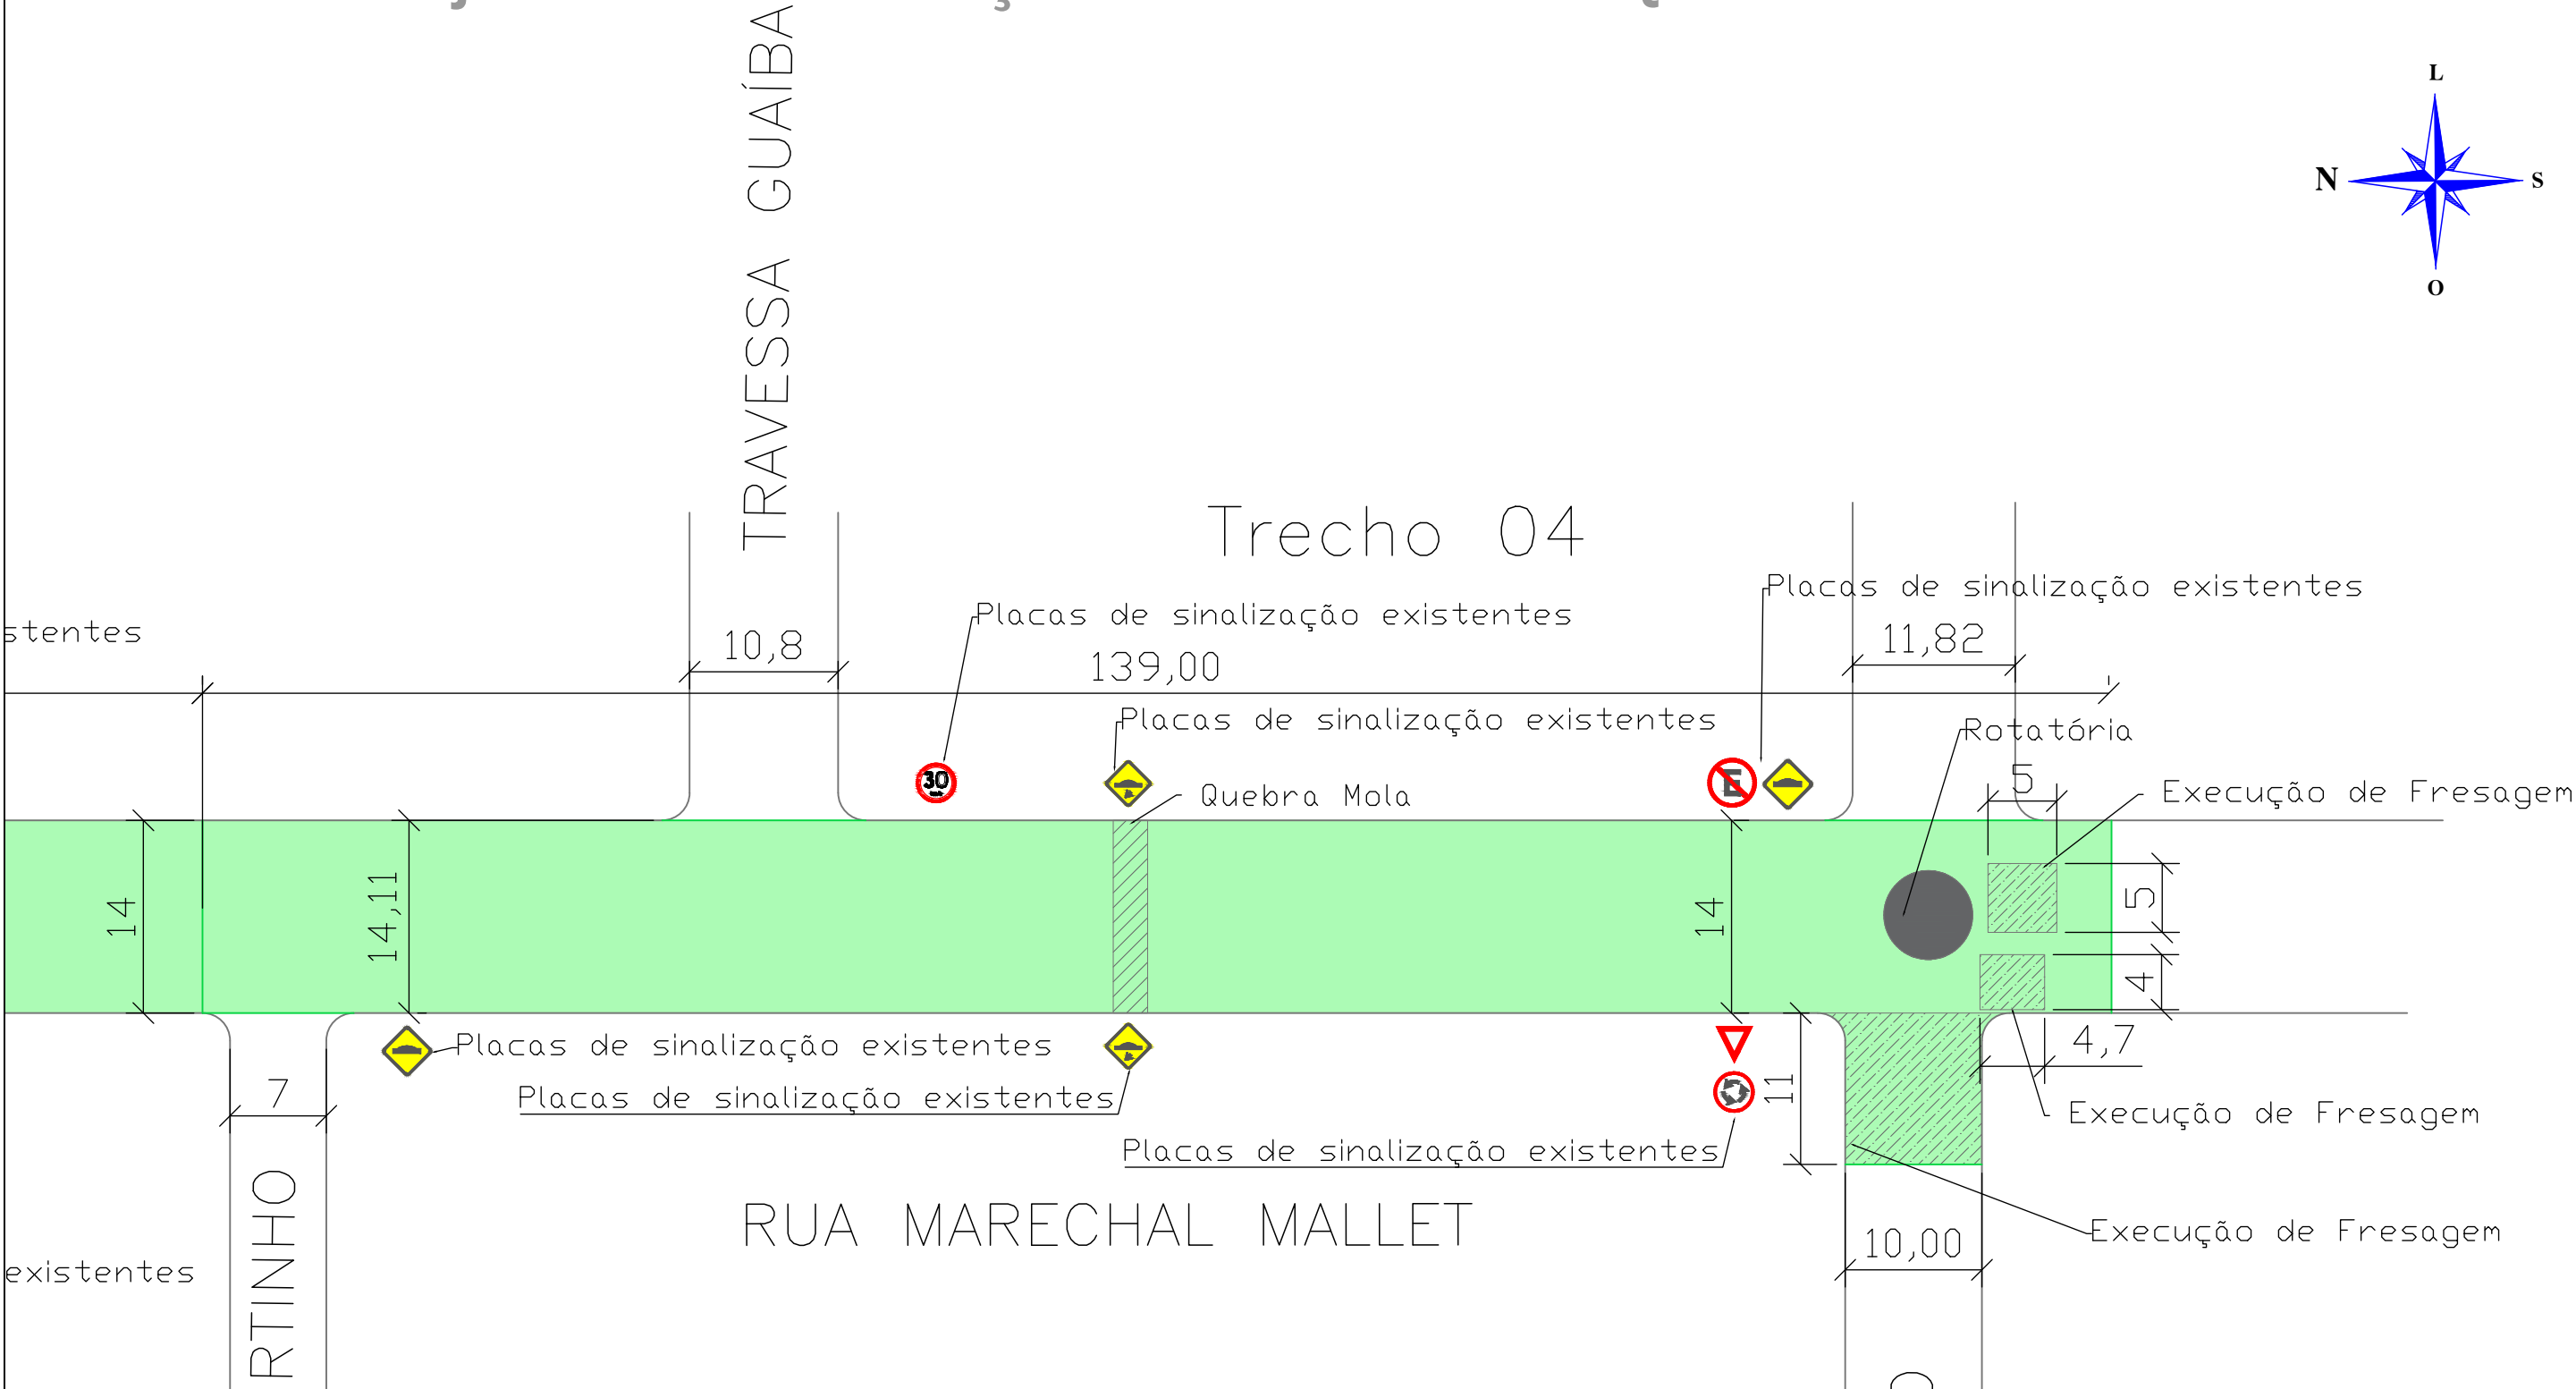 TRAVESSA GUAÍBA
L
N
S
O
Trecho 04
Placas de sinalização existentes
Placas de sinalização existentes
10,8
139,00
11,82
Placas de sinalização existentes
Rotatória
30
E
Quebra Mola
5
Execução de Fresagem
14
14,11
14
5
4
Placas de sinalização existentes
4,7
7
Placas de sinalização existentes
11
Execução de Fresagem
Placas de sinalização existentes
RUA MARECHAL MALLET
10,00
Execução de Fresagem
existentes
RTINHO